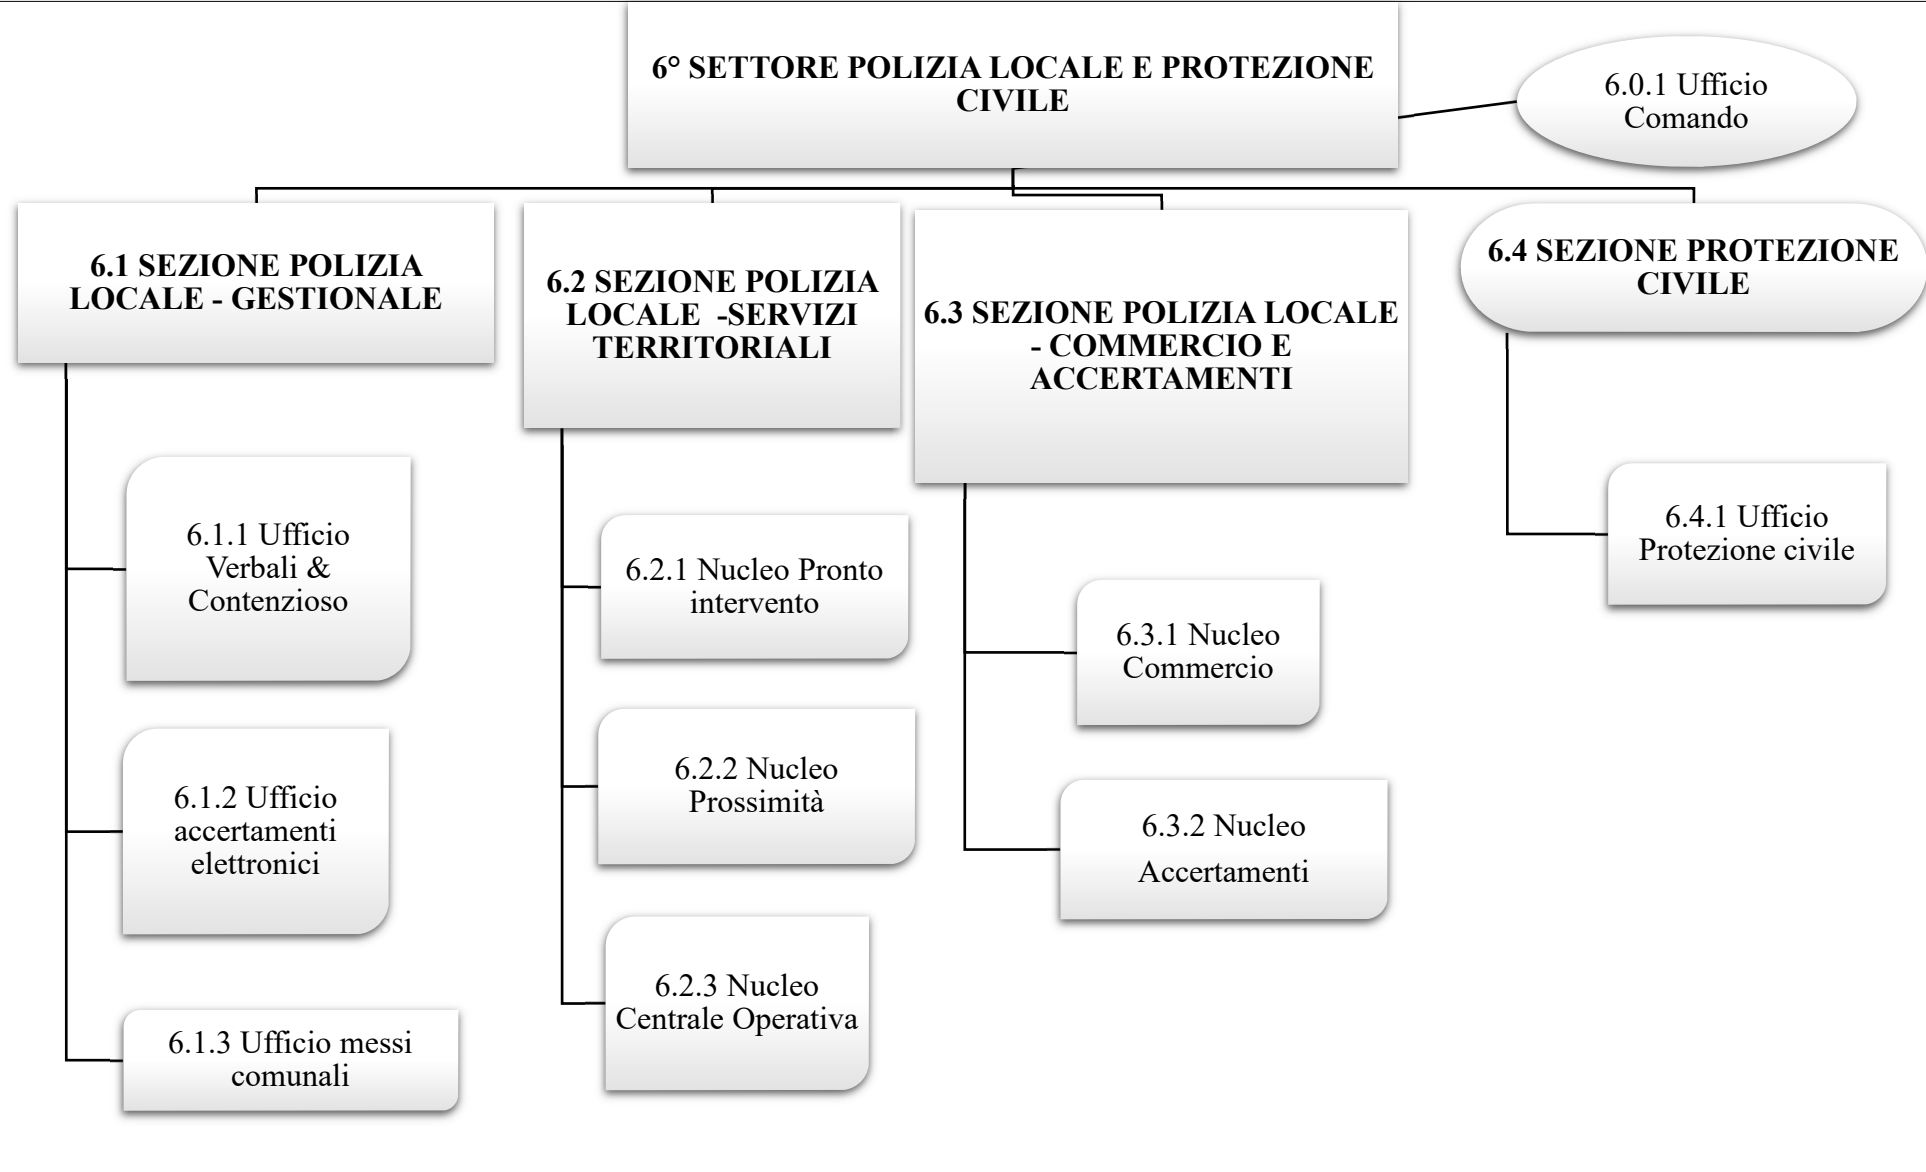 6° SETTORE POLIZIA LOCALE E PROTEZIONE
CIVILE
6.0.1 Ufficio
Comando
6.1 SEZIONE POLIZIA
LOCALE - GESTIONALE
6.2 SEZIONE POLIZIA
LOCALE  -SERVIZI
TERRITORIALI
6.3 SEZIONE POLIZIA LOCALE
- COMMERCIO E
ACCERTAMENTI
6.4 SEZIONE PROTEZIONE
CIVILE
6.1.1 Ufficio
Verbali &
Contenzioso
6.1.2 Ufficio
accertamenti
elettronici
6.1.3 Ufficio messi
comunali
6.2.1 Nucleo Pronto
intervento
6.2.2 Nucleo
Prossimità
6.2.3 Nucleo
Centrale Operativa
6.3.1 Nucleo
Commercio
6.3.2 Nucleo
Accertamenti
6.4.1 Ufficio
Protezione civile